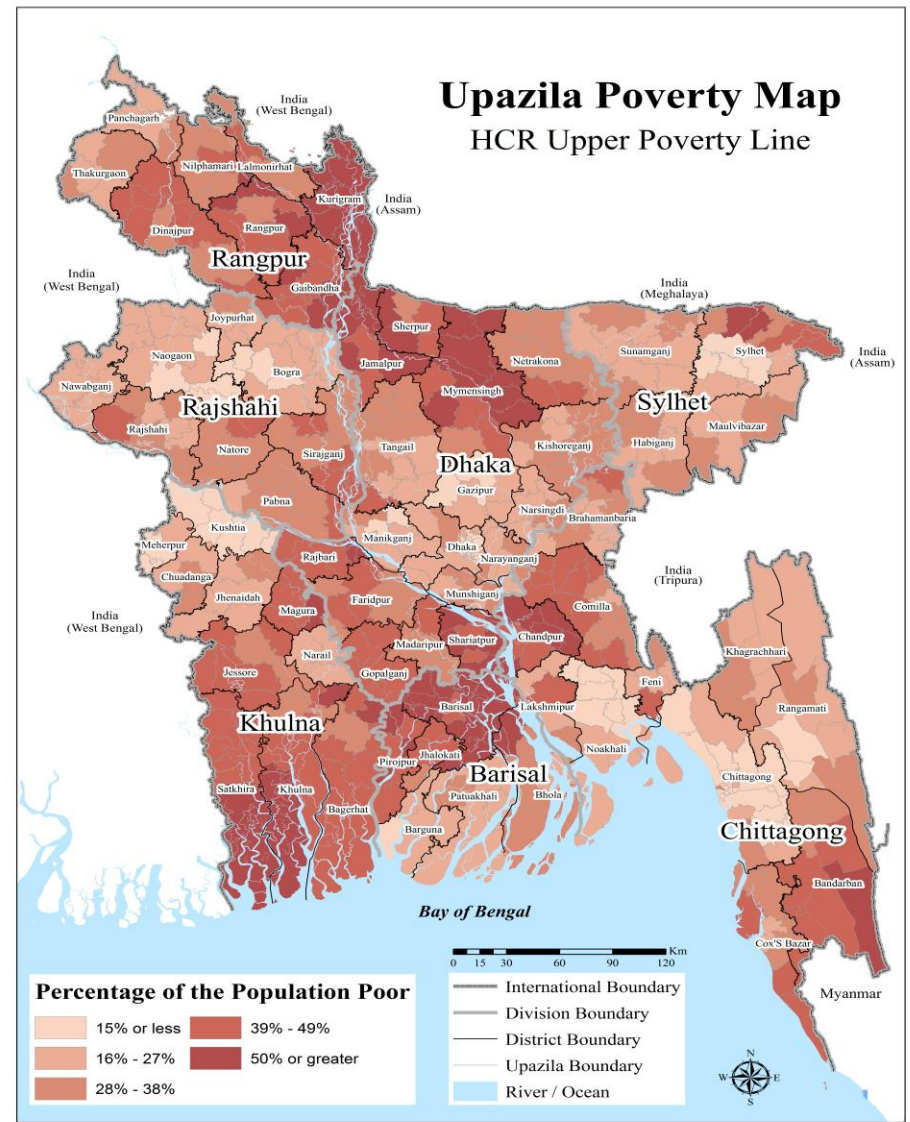 Upazila Poverty Map
HCR Upper Poverty Line
India
(West Bengal)
Panchagarh
Thakurgaon
Nilphamari
Lalmonirhat
Kurigram
India
(Assam)
Dinajpur
Rangpur
Rangpur
India
(West Bengal)
Gaibandha
India
(Meghalaya)
Joypurhat
Sherpur
Naogaon
Bogra
Jamalpur
Netrakona
Sunamganj
Sylhet
India
(Assam)
Nawabganj
Mymensingh
Rajshahi
Sylhet
Rajshahi
Natore
Sirajganj
Tangail
Kishoreganj
Habiganj
Maulvibazar
Dhaka
Gazipur
Pabna
Narsingdi
Brahamanbaria
Kushtia
Manikganj
Dhaka
Meherpur
Narayanganj
Rajbari
India
(Tripura)
Chuadanga
Jhenaidah
Faridpur
Munshiganj
Comilla
India
(West Bengal)
Magura
Shariatpur
Chandpur
Madaripur
Khagrachhari
Narail
Jessore
Gopalganj
Feni
Rangamati
Barisal
Lakshmipur
Khulna
Noakhali
Jhalokati
Pirojpur
Chittagong
Barisal
Satkhira
Khulna
Bagerhat
Patuakhali
Bhola
Barguna
Chittagong
Bandarban
Bay of Bengal
Cox'S Bazar
Myanmar
Km
0 15 30 60 90 120
Percentage of the Population Poor
15% or less
16% - 27%
28% - 38%
39% - 49%
50% or greater
International Boundary
Division Boundary
District Boundary
Upazila Boundary
River / Ocean
N
W E
S